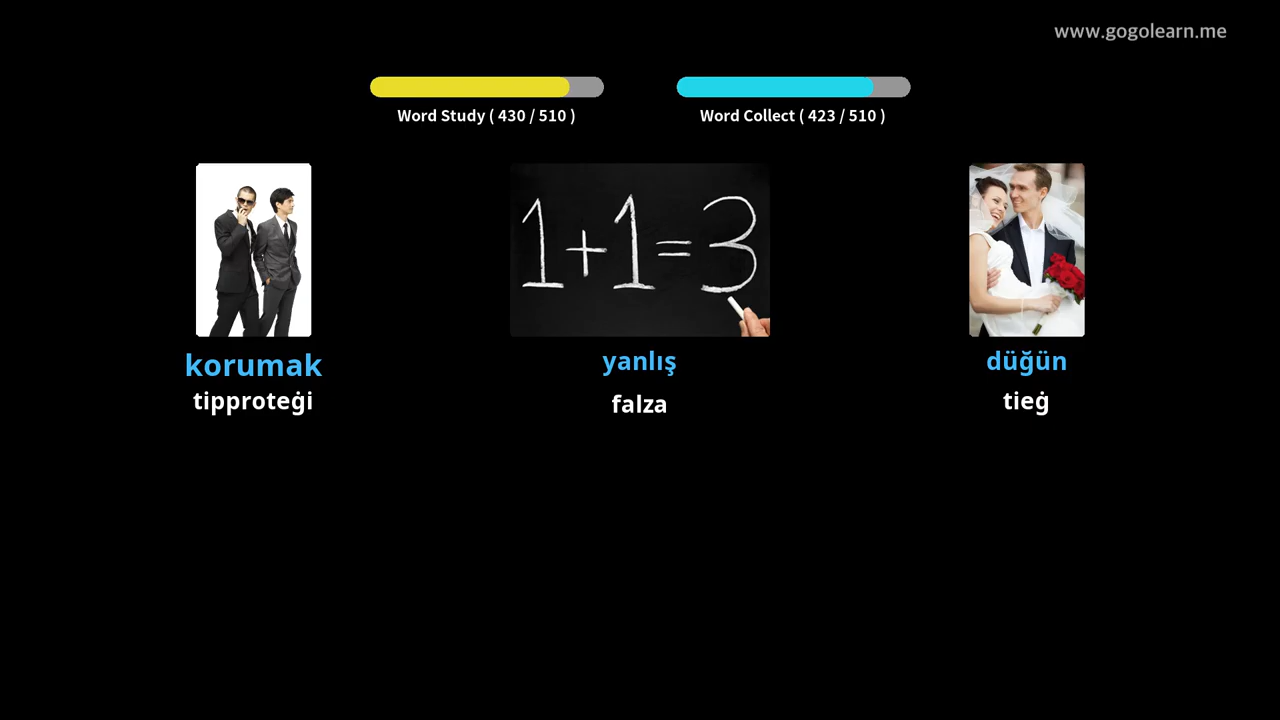 www.gogolearn.me
Word Study ( 430 / 510 )
Word Collect ( 423 / 510 )
1+1=3
korumak
tipproteġi
yanlış
falza
düğün
tieġ